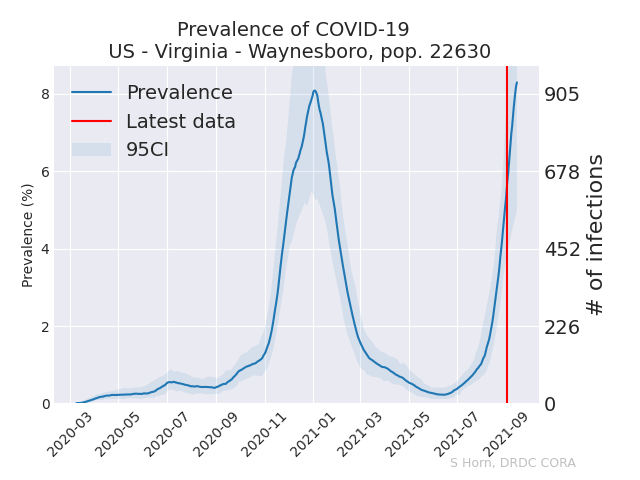 Prevalence of COVID-19
US - Virginia - Waynesboro, pop. 22630
Prevalence
Latest data
95CI
Prevalence (%)
8
6
4
2
0
905
678
452
226
0
# of infections
2020-03
2020-05
2020-07
2020-09
2020-11
2021-01
2021-03
2021-05
2021-07
2021-09
S Horn, DRDC CORA